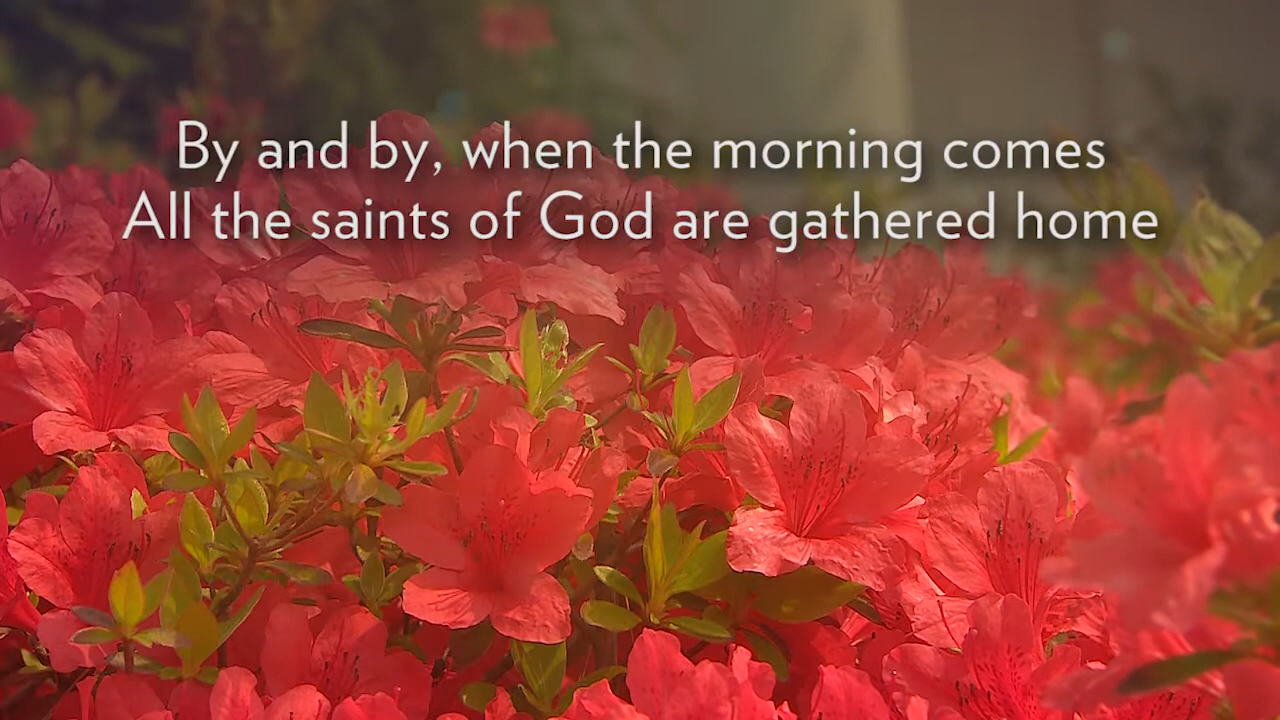 By and by, when the morning comes
All the saints of God are gathered home